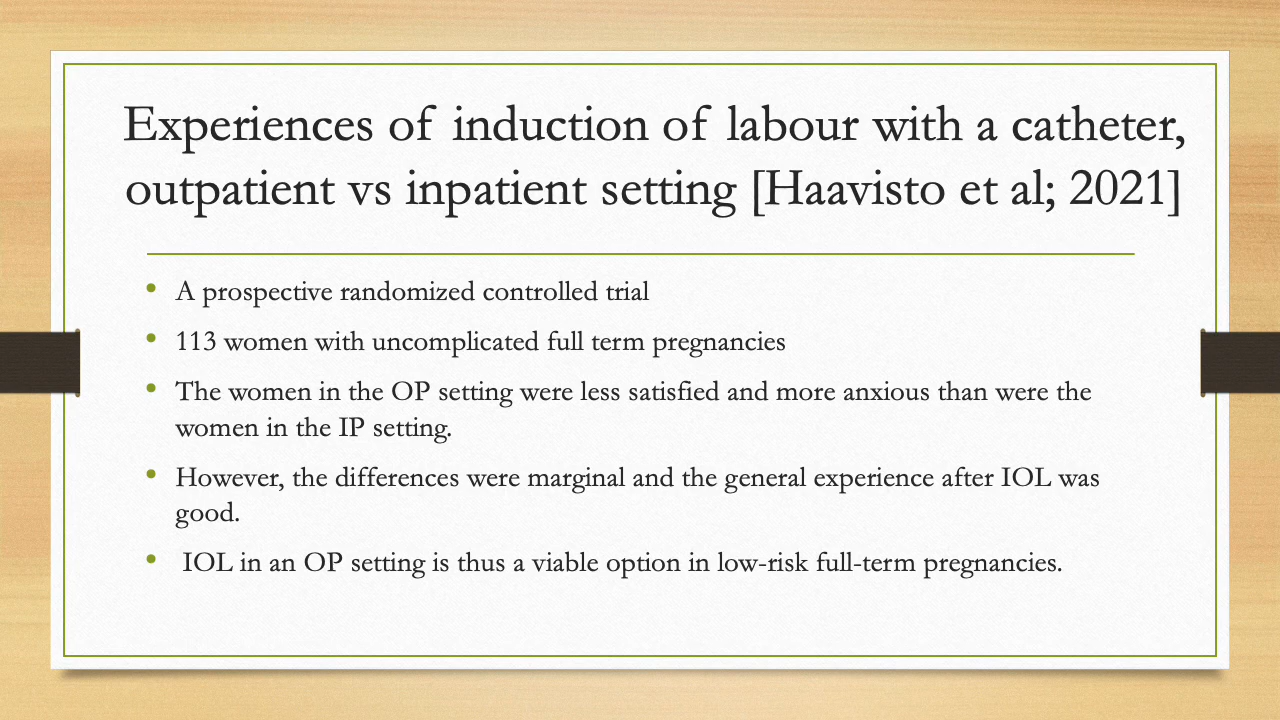 Experiences of induction of labour with a catheter,
outpatient vs inpatient setting [Haavisto et al; 2021]
• A prospective randomized controlled trial
• 113 women with uncomplicated full term pregnancies
• The women in the OP setting were less satisfied and more anxious than were the
women in the IP setting.
• However, the differences were marginal and the general experience after IOL was
good.
• IOL in an OP setting is thus a viable option in low-risk full-term pregnancies.